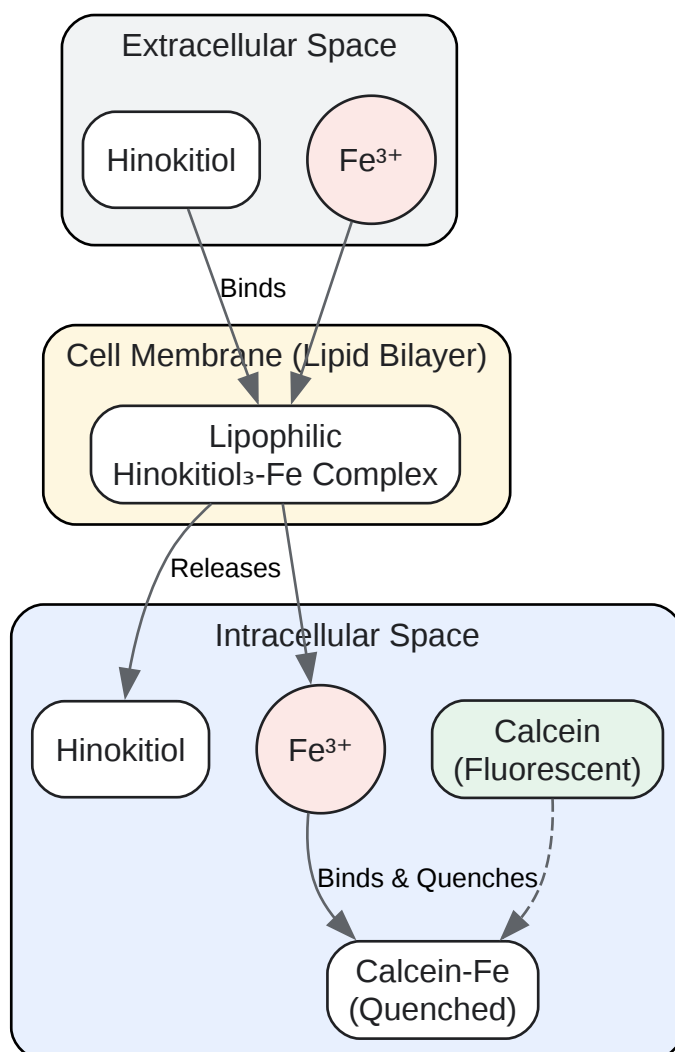 Extracellular Space
Hinokitiol
Fe³⁺
Binds
Cell Membrane (Lipid Bilayer)
Lipophilic
Hinokitiol₃-Fe Complex
Releases
Intracellular Space
Hinokitiol
Fe³⁺
Calcein
(Fluorescent)
Binds & Quenches
Calcein-Fe
(Quenched)